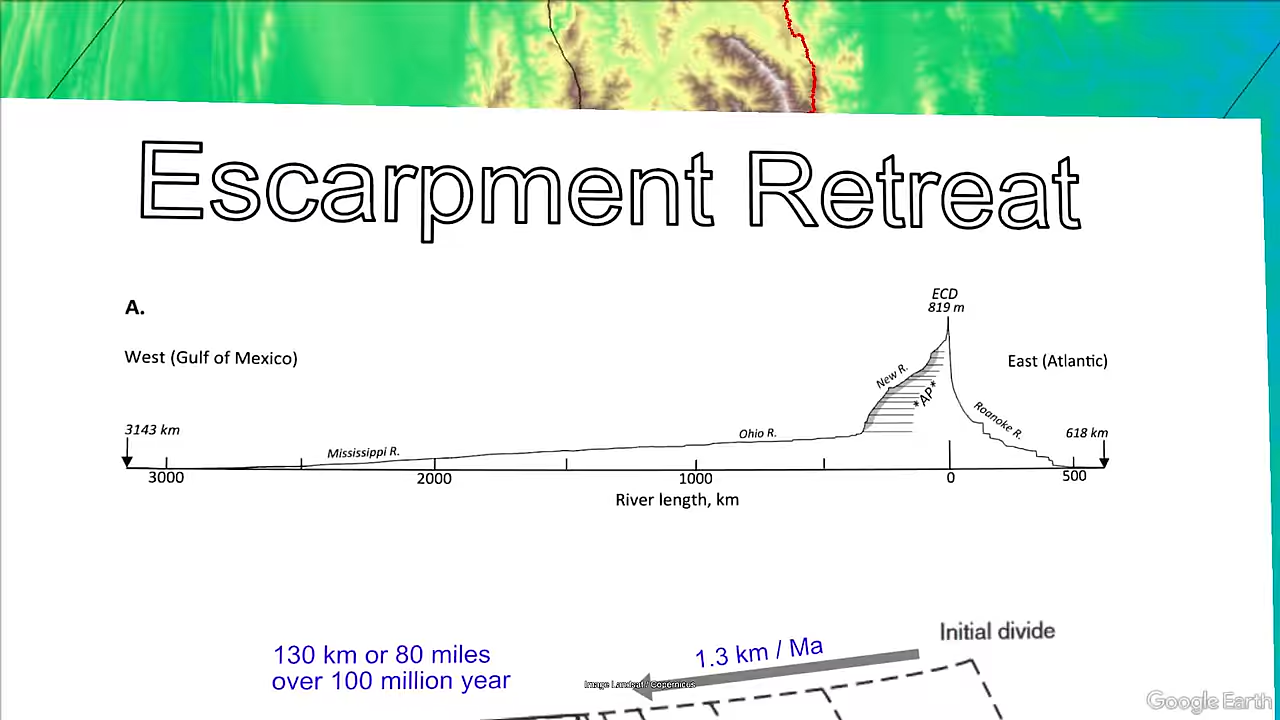 Escarpment Retreat
ECD
819 m
A.
West (Gulf of Mexico)
East (Atlantic)
New R.
*AP*
Roanoke R.
3143 km
618 km
Ohio R.
Mississippi R.
3000
2000
1000
0
500
River length, km
Initial divide
130 km or 80 miles
over 100 million year
1.3 km / Ma
Image Landsat / Copernicus
Google Earth